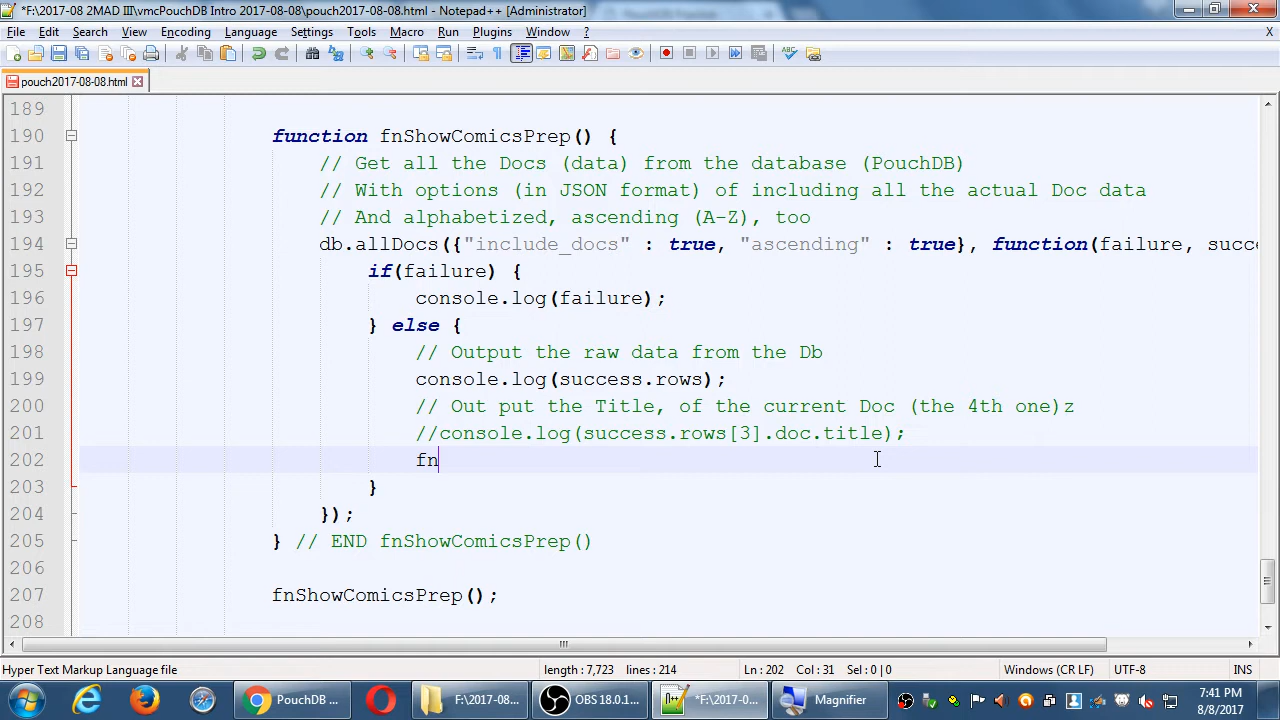 *F:\2017-08 2MAD III\vmcPouchDB Intro 2017-08-08\pouch2017-08-08.html - Notepad++ [Administrator]
File Edit Search View Encoding Language Settings Tools Macro Run Plugins Window ? X
pouch2017-08-08.html
189
190 function fnShowComicsPrep() {
191 // Get all the Docs (data) from the database (PouchDB)
192 // With options (in JSON format) of including all the actual Doc data
193 // And alphabetized, ascending (A-Z), too
194 db.allDocs({"include_docs" : true, "ascending" : true}, function(failure, succe
195 if(failure) {
196 console.log(failure);
197 } else {
198 // Output the raw data from the Db
199 console.log(success.rows);
200 // Out put the Title, of the current Doc (the 4th one)z
201 //console.log(success.rows[3].doc.title);
202 fn
203 }
204 });
205 } // END fnShowComicsPrep()
206
207 fnShowComicsPrep();
208
Hyper Text Markup Language file length : 7,723 lines : 214 Ln : 202 Col : 31 Sel : 0 | 0 Windows (CR LF) UTF-8 INS
PouchDB ... F:\2017-08... OBS 18.0.1... *F:\2017-0... Magnifier 7:41 PM
8/8/2017